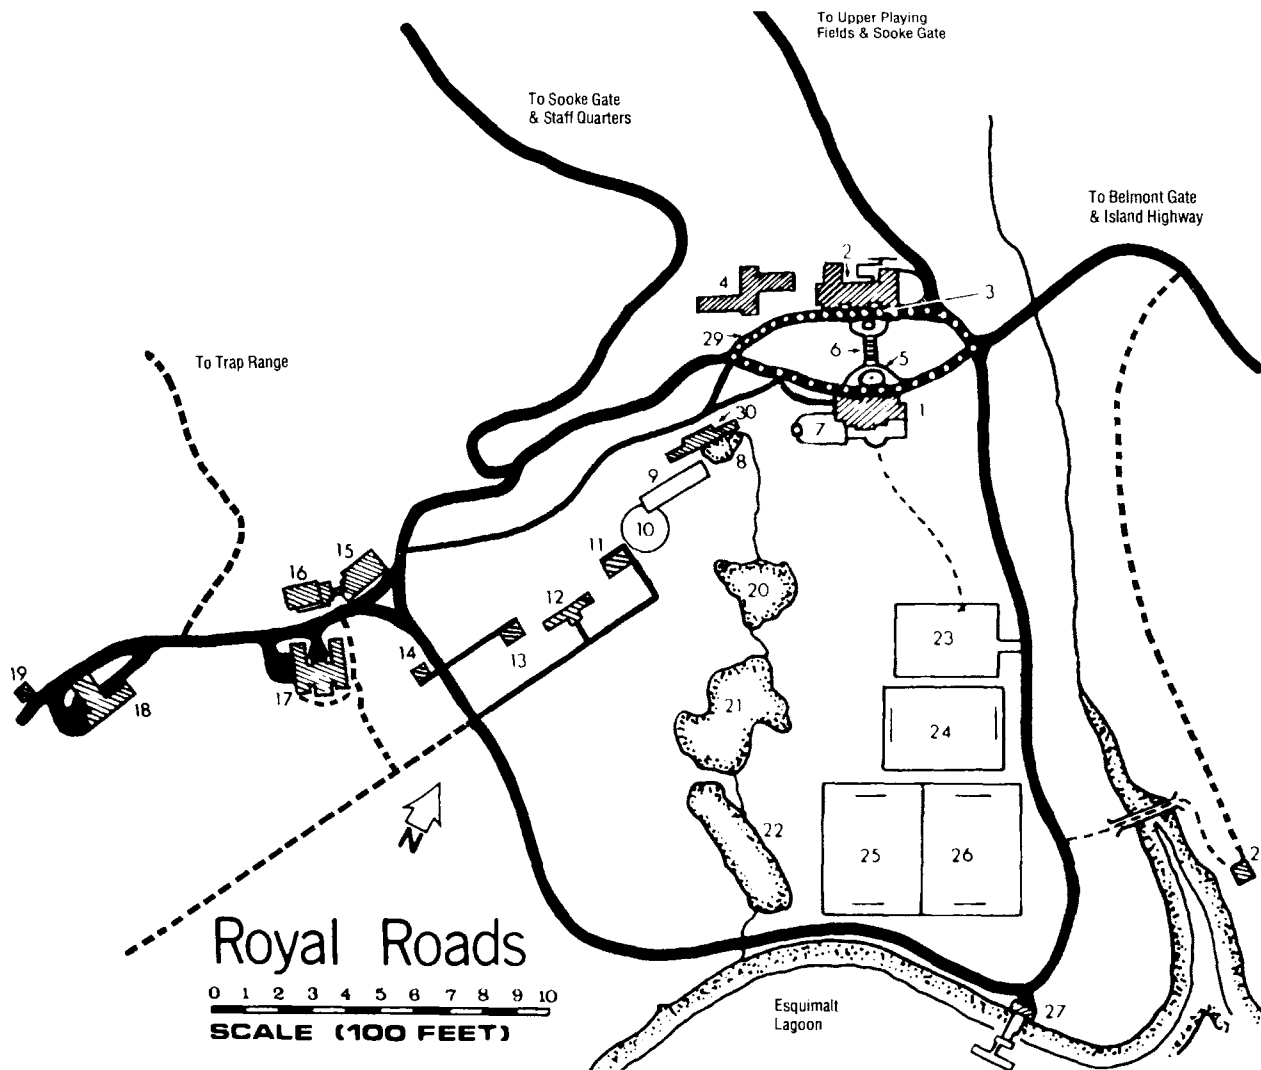 To Upper Playing
Fields & Sooke Gate
To Sooke Gate
& Staff Quarters
To Belmont Gate
& Island Highway
To Trap Range
2
4
3
29
6
5
1
30
7
8
9
10
11
15
16
12
20
14
13
23
19
17
18
21
24
22
25
26
2
N
Royal Roads
0 1 2 3 4 5 6 7 8 9 10
SCALE (100 FEET)
Esquimalt
Lagoon
27